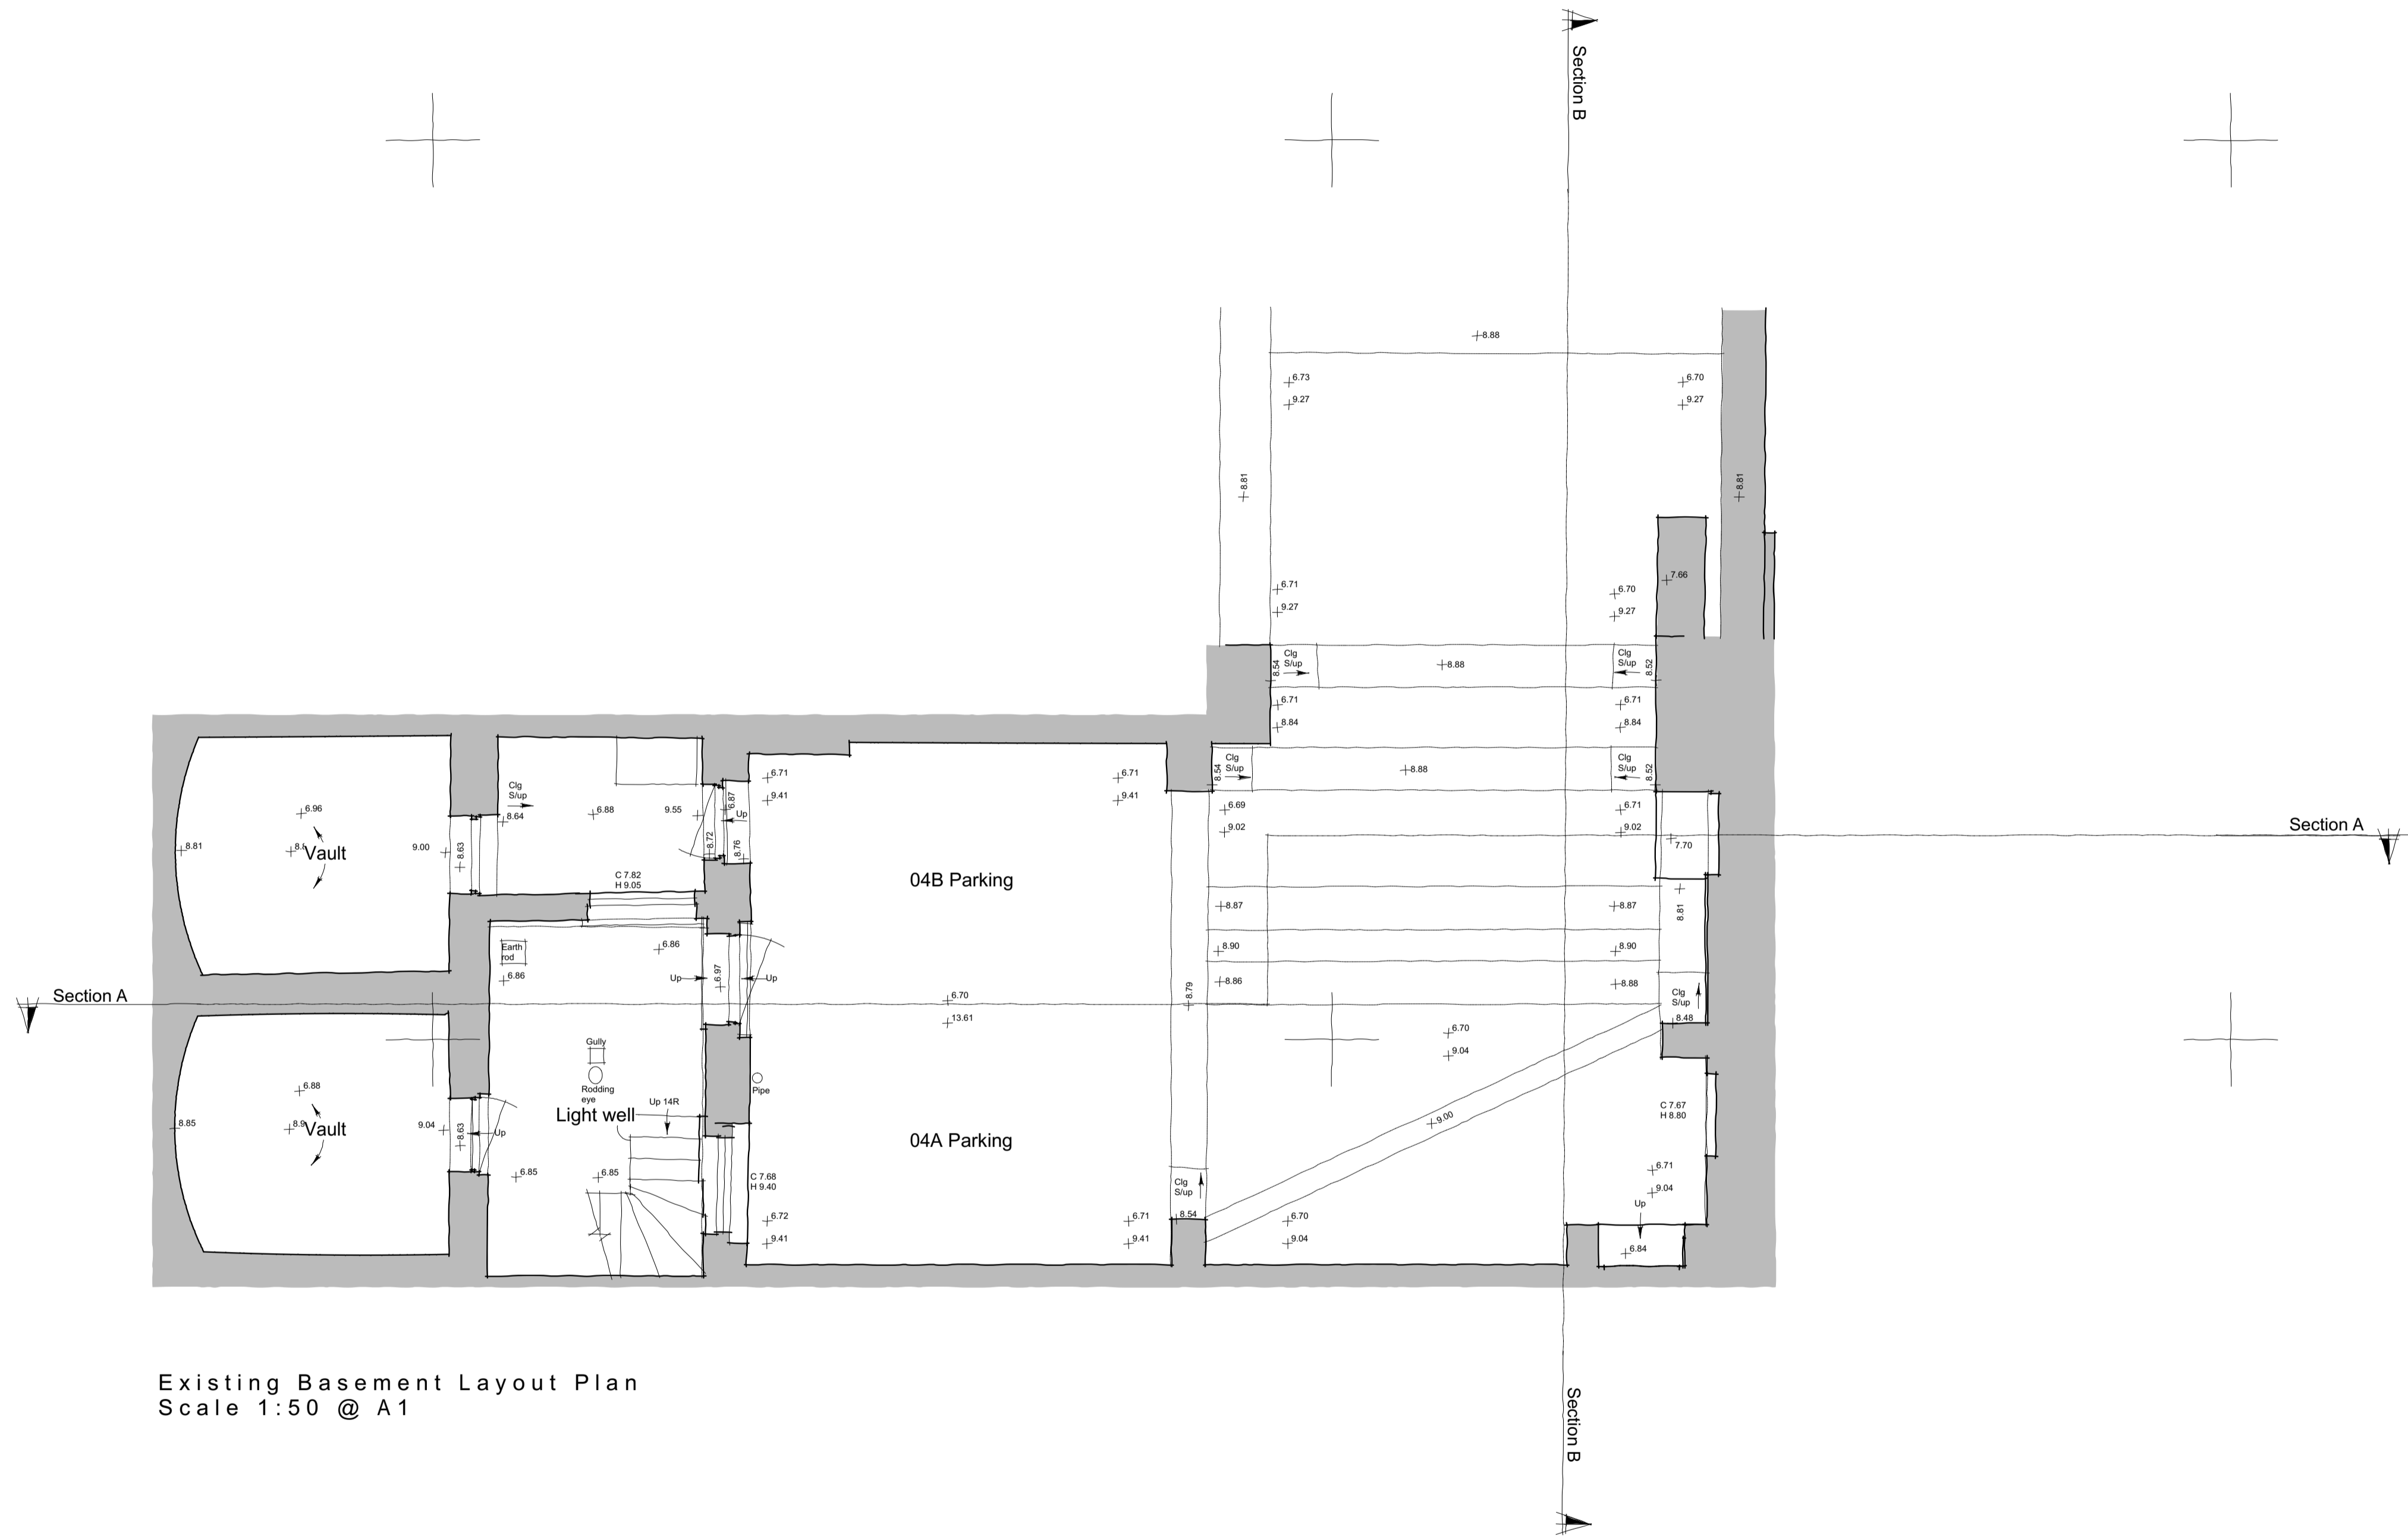 Section B
8.88
6.73
9.27
6.70
9.27
8.81
8.81
7.66
6.71
9.27
6.70
9.27
Clg
S/up
8.54
8.88
Clg
S/up
8.52
6.71
8.84
6.71
8.84
Clg
S/up
8.54
8.88
Clg
S/up
8.52
6.69
9.02
6.71
9.02
7.70
Section A
8.87
8.87
8.81
8.90
8.90
8.86
8.88
Clg
S/up
8.48
6.96
8.81
Vault
9.00
8.63
Clg
S/up
8.64
6.88
9.55
6.87
Up
8.72
8.76
C 7.82
H 9.05
6.71
9.41
6.71
9.41
04B Parking
Earth
rod
6.86
6.86
Up
6.97
Up
Section A
6.70
13.61
8.79
6.70
9.04
Gully
Rodding
eye
Light well
Up 14R
Pipe
6.88
8.85
Vault
9.04
8.63
Up
6.85
6.85
04A Parking
C 7.68
H 9.40
6.72
9.41
6.71
9.41
Clg
S/up
8.54
9.00
6.70
9.04
C 7.67
H 8.80
6.71
9.04
Up
6.84
Existing Basement Layout Plan
Scale 1:50 @ A1
Section B